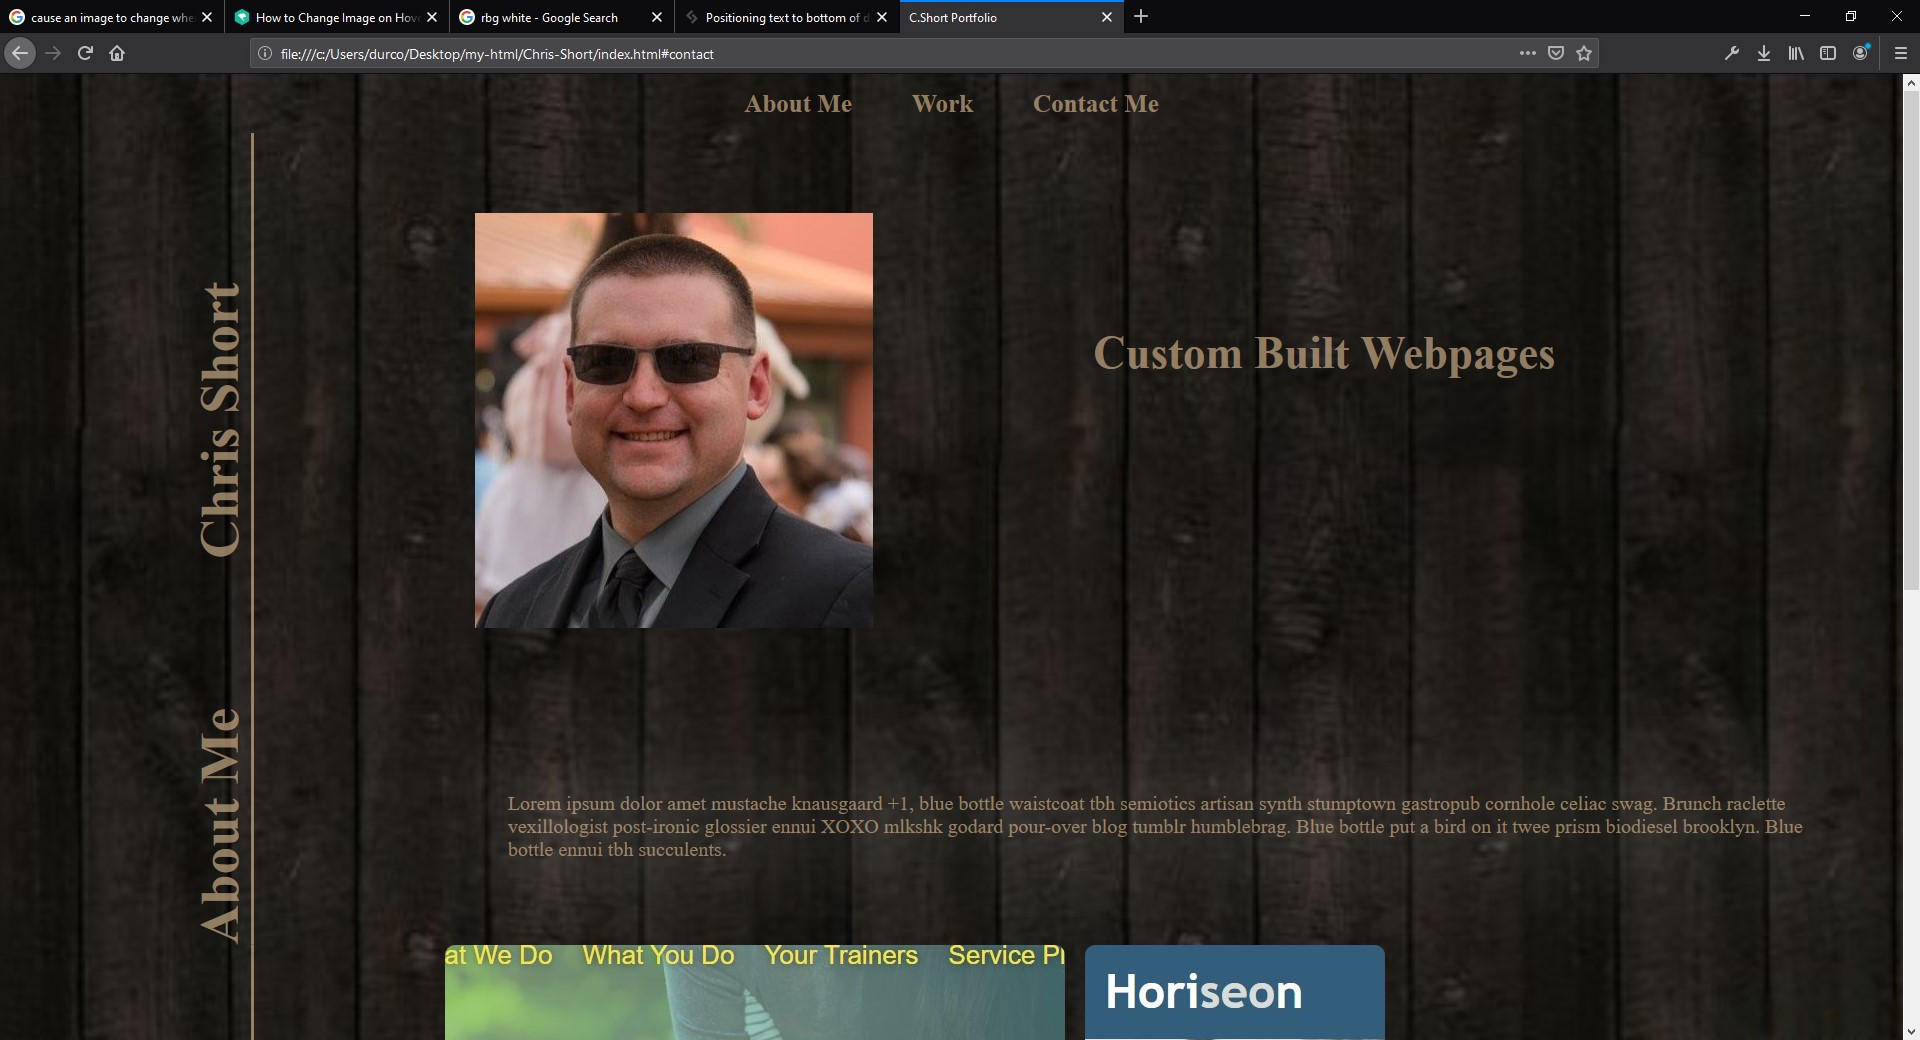 cause an image to change whe
How to Change Image on Hov
rbg white - Google Search
Positioning text to bottom of d
C.Short Portfolio
file:///c:/Users/durco/Desktop/my-html/Chris-Short/index.html#contact
About Me Work Contact Me
Chris Short
Custom Built Webpages
About Me
Lorem ipsum dolor amet mustache knausgaard +1, blue bottle waistcoat tbh semiotics artisan synth stumptown gastropub cornhole celiac swag. Brunch raclette
vexillologist post-ironic glossier ennui XOXO mlkshk godard pour-over blog tumblr humblebrag. Blue bottle put a bird on it twee prism biodiesel brooklyn. Blue
bottle ennui tbh succulents.
at We Do What You Do Your Trainers Service Pr
Horiseon